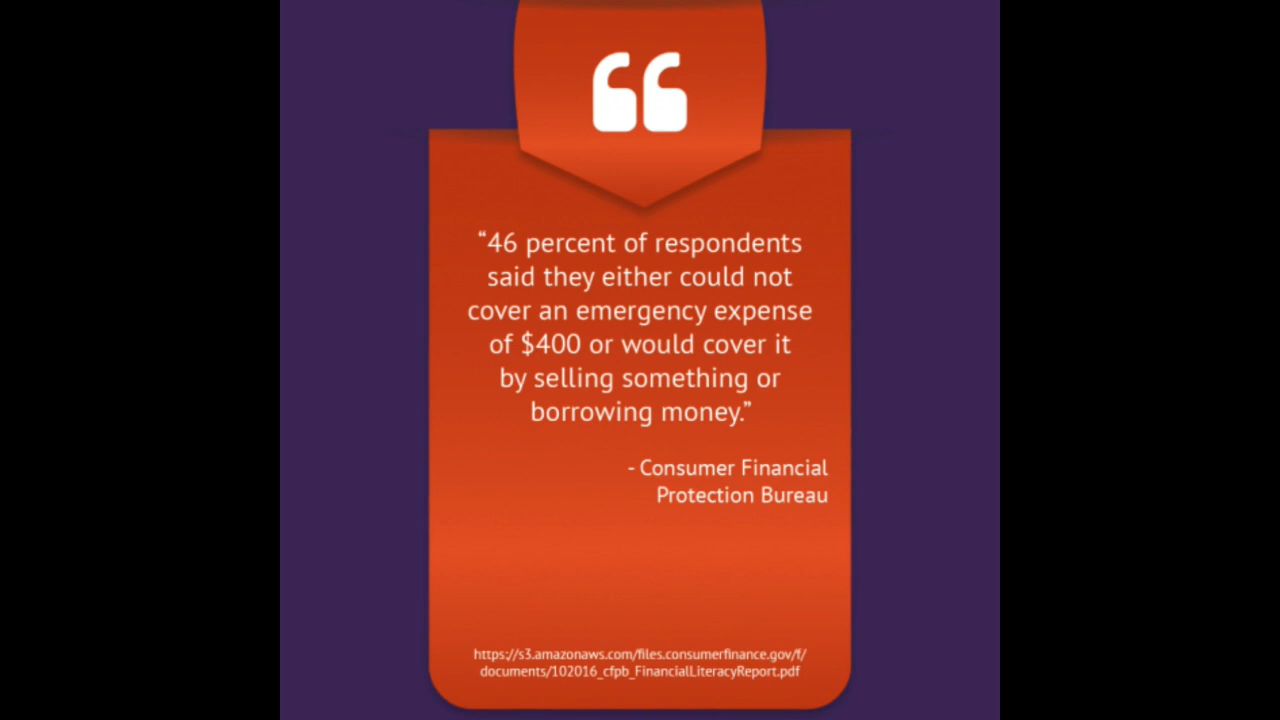 “46 percent of respondents
said they either could not
cover an emergency expense
of $400 or would cover it
by selling something or
borrowing money.”
- Consumer Financial
Protection Bureau
https://s3.amazonaws.com/files.consumerfinance.gov/f/
documents/102016_cfpb_FinancialLiteracyReport.pdf